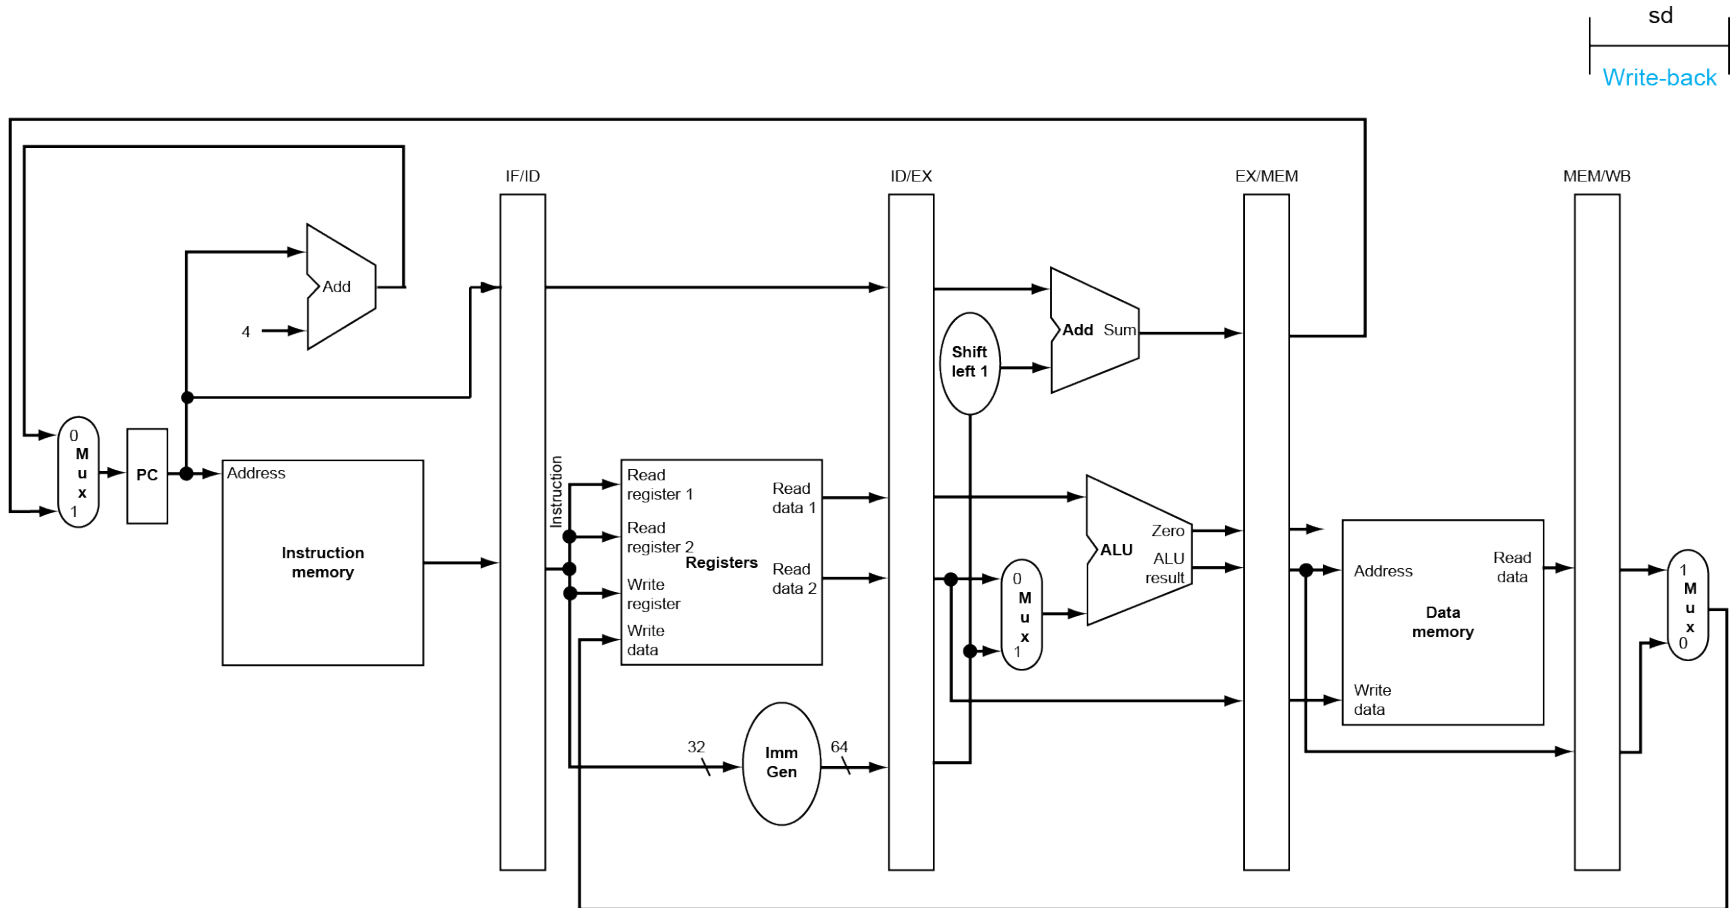 sd
Write-back
IF/ID
ID/EX
EX/MEM
MEM/WB
Add
4
Add Sum
Shift
left 1
0
M
u
x
1
PC
Address
Instruction
memory
Instruction
Read
register 1
Read
register 2
Registers
Write
register
Write
data
Read
data 1
Read
data 2
0
M
u
x
1
Zero
ALU
ALU
result
Address
Read
data
Data
memory
Write
data
1
M
u
x
0
32
Imm
Gen
64